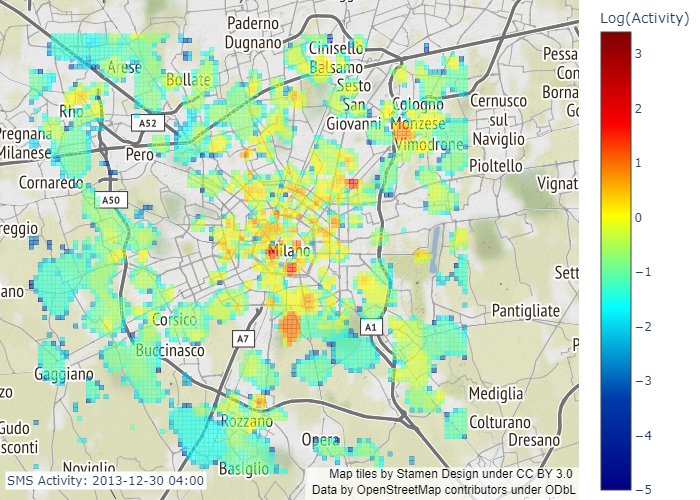 Log(Activity)
3
2
1
0
−1
−2
−3
−4
−5
Paderno
Dugnano
Cinisello
Balsamo
Arese
Bollate
Sesto
San
Giovanni
Cologno
Monzese
Vimodrone
Cernusco
sul
Naviglio
Pessa
Con
Borna
Go
Rho
A52
Pregnana
Milanese
Pero
Pioltello
Cornaredo
Vignat
A50
reggio
Milano
Sett
ano
Pantigliate
Corsico
A7
A1
Buccinasco
P
Gaggiano
zo
Mediglia
Rozzano
Colturano
Gudo
sconti
Opera
Dresano
Noviglio
Basiglio
SMS Activity: 2013-12-30 04:00
Map tiles by Stamen Design under CC BY 3.0
Data by OpenStreetMap contributors under ODbL